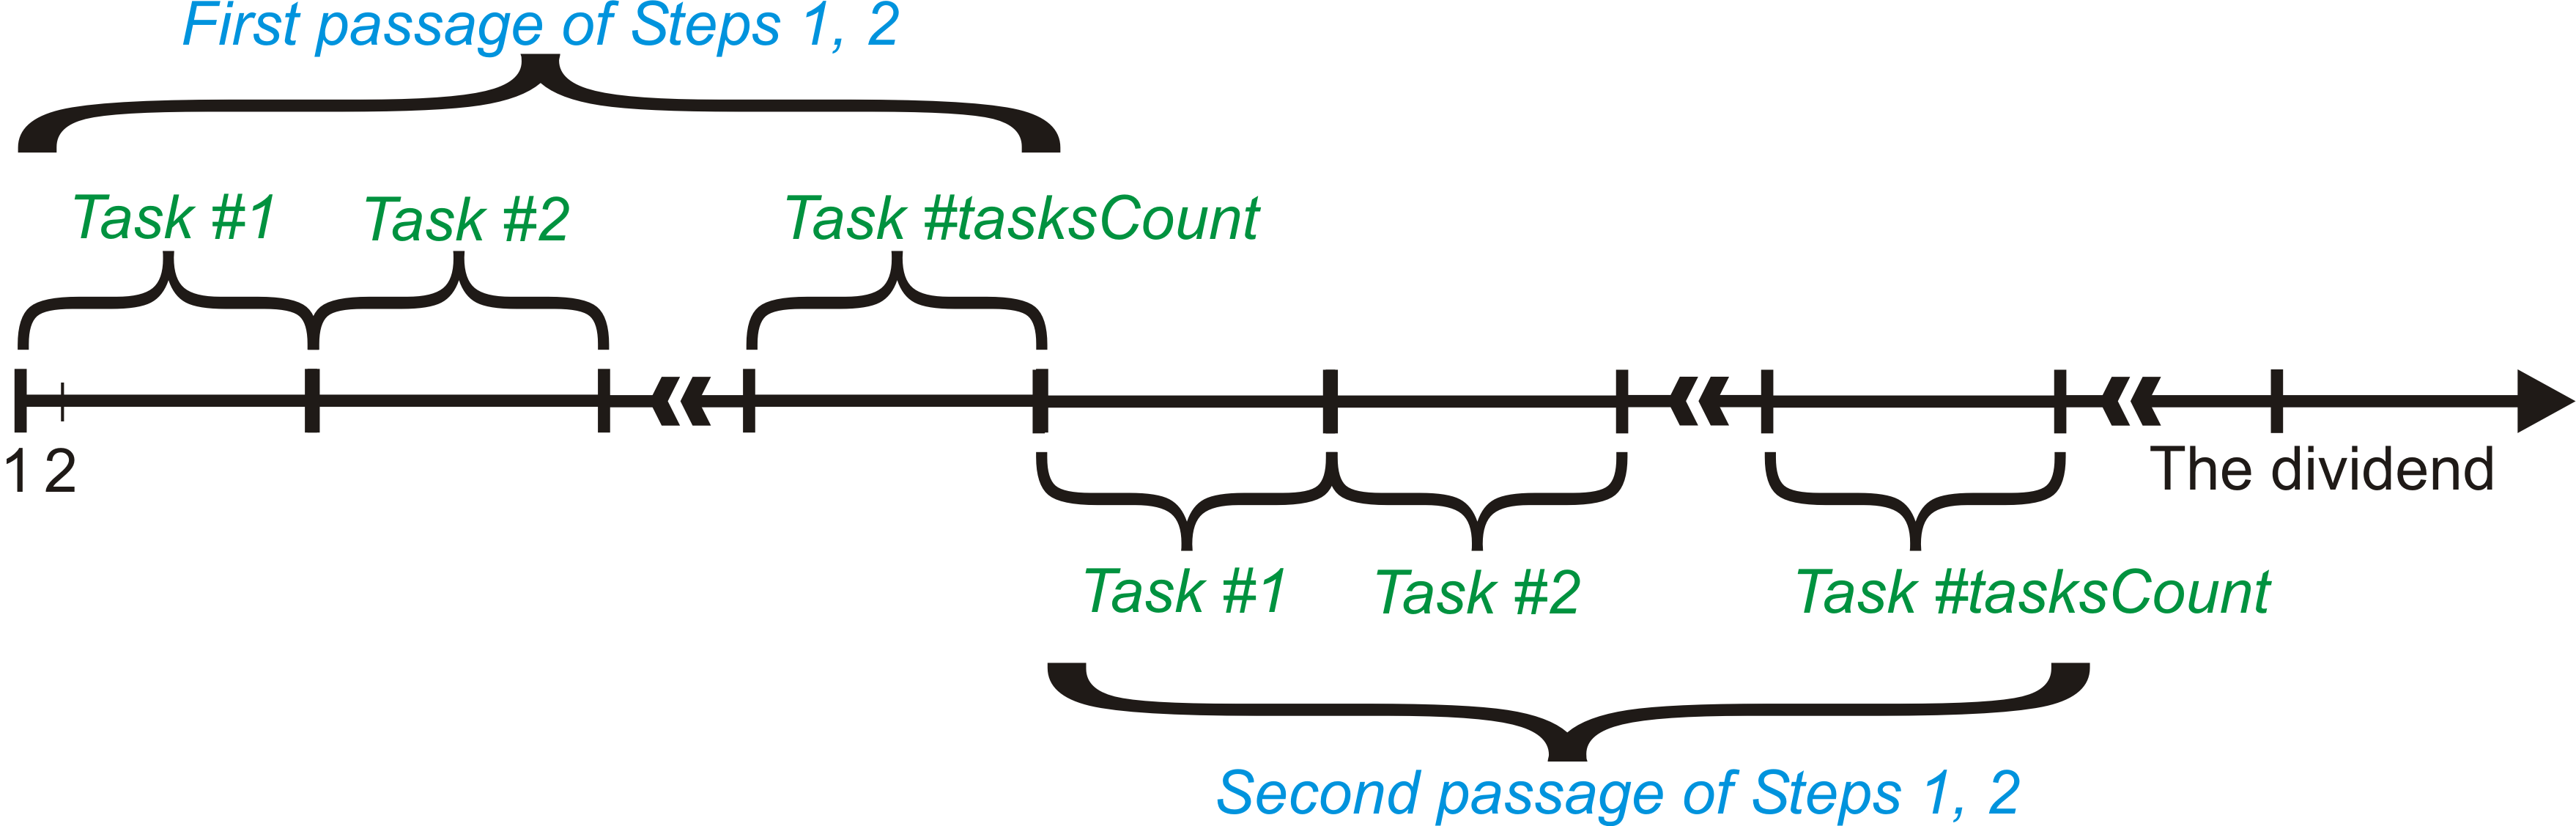 First passage of Steps 1, 2
Task #1 Task #2 Task #tasksCount
1 2 The dividend
Task #1 Task #2 Task #tasksCount
Second passage of Steps 1, 2